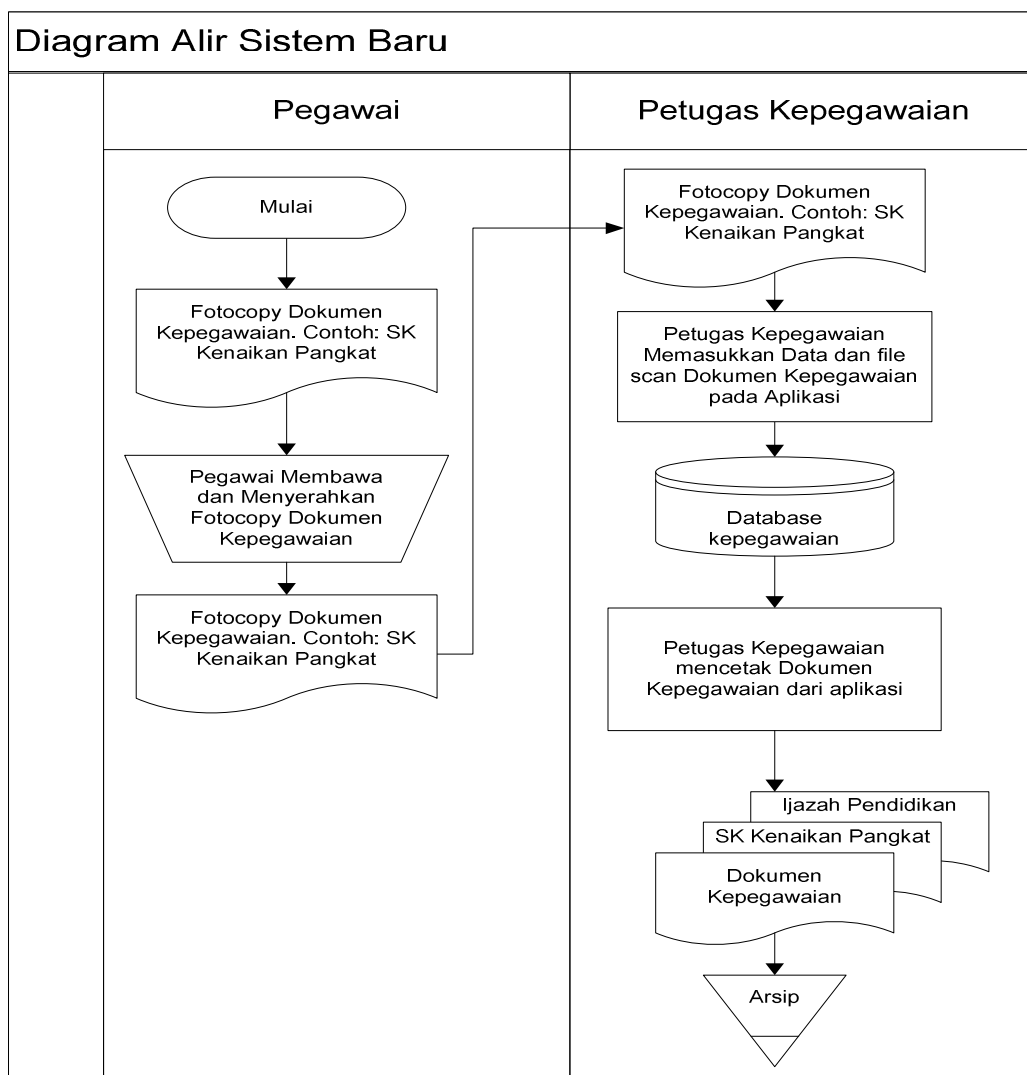 Diagram Alir Sistem Baru
Pegawai
Petugas Kepegawaian
Mulai
Fotocopy Dokumen
Kepegawaian. Contoh: SK
Kenaikan Pangkat
Pegawai Membawa
dan Menyerahkan
Fotocopy Dokumen
Kepegawaian
Fotocopy Dokumen
Kepegawaian. Contoh: SK
Kenaikan Pangkat
Fotocopy Dokumen
Kepegawaian. Contoh: SK
Kenaikan Pangkat
Petugas Kepegawaian
Memasukkan Data dan file
scan Dokumen Kepegawaian
pada Aplikasi
Database
kepegawaian
Petugas Kepegawaian
mencetak Dokumen
Kepegawaian dari aplikasi
Ijazah Pendidikan
SK Kenaikan Pangkat
Dokumen
Kepegawaian
Arsip